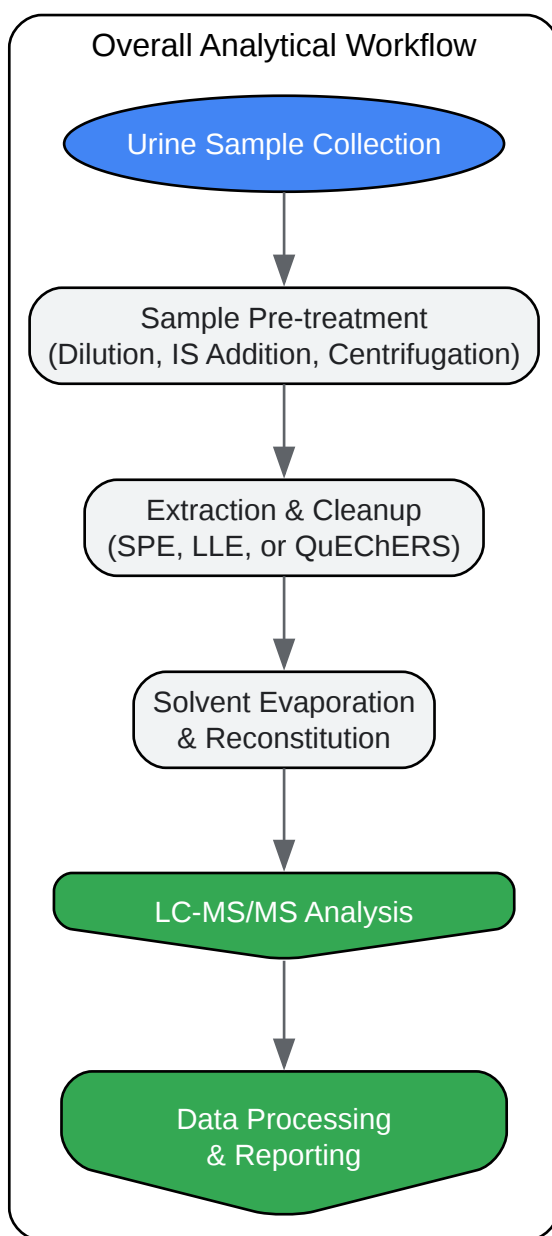 Overall Analytical Workflow
Urine Sample Collection
Sample Pre-treatment
(Dilution, IS Addition, Centrifugation)
Extraction & Cleanup
(SPE, LLE, or QuEChERS)
Solvent Evaporation
& Reconstitution
LC-MS/MS Analysis
Data Processing
& Reporting